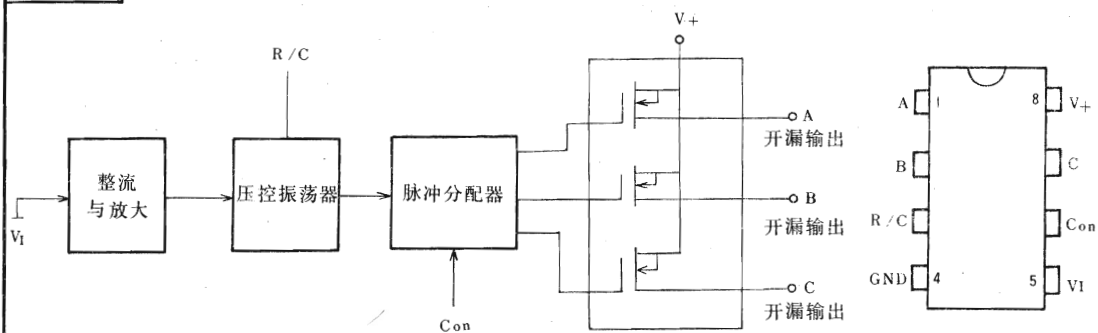 V+
R/C
整流
与放大
压控振荡器
脉冲分配器
VI
Con
A
开漏输出
B
开漏输出
C
开漏输出
A 1 8 V+
B C
R/C Con
GND 4 5 VI